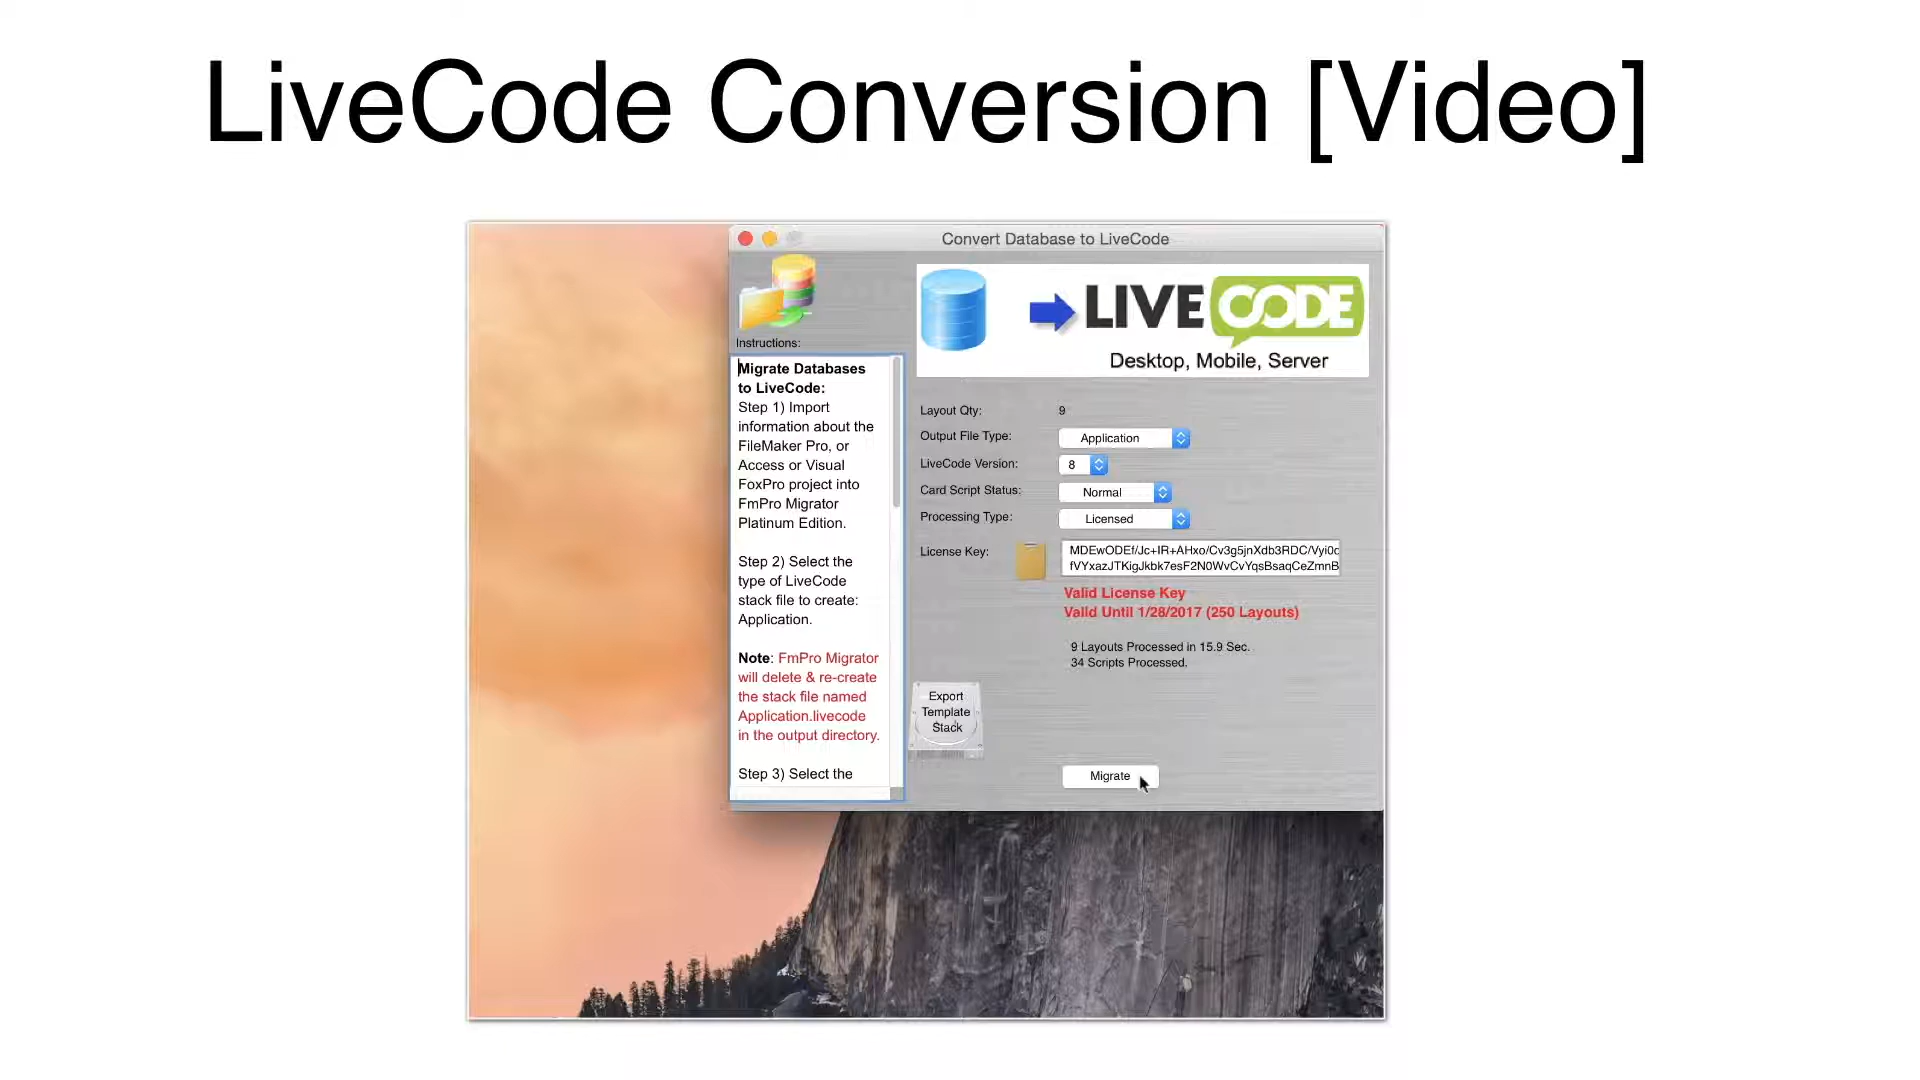 LiveCode Conversion [Video]
Convert Database to LiveCode
LIVECODE
Desktop, Mobile, Server
Instructions:
Migrate Databases
to LiveCode:
Step 1) Import
information about the
FileMaker Pro, or
Access or Visual
FoxPro project into
FmPro Migrator
Platinum Edition.
Step 2) Select the
type of LiveCode
stack file to create:
Application.
Note: FmPro Migrator
will delete & re-create
the stack file named
Application.livecode
in the output directory.
Step 3) Select the
Layout Qty: 9
Output File Type: Application
LiveCode Version: 8
Card Script Status: Normal
Processing Type: Licensed
License Key: MDEwODEf/Jc+IR+AHxo/Cv3g5jnXdb3RDC/Vyi0c
fVYxazJTKigJkbk7esF2N0WvCvYqsBsaqCeZmnB
Valid License Key
Valid Until 1/28/2017 (250 Layouts)
9 Layouts Processed in 15.9 Sec.
34 Scripts Processed.
Export
Template
Stack
Migrate